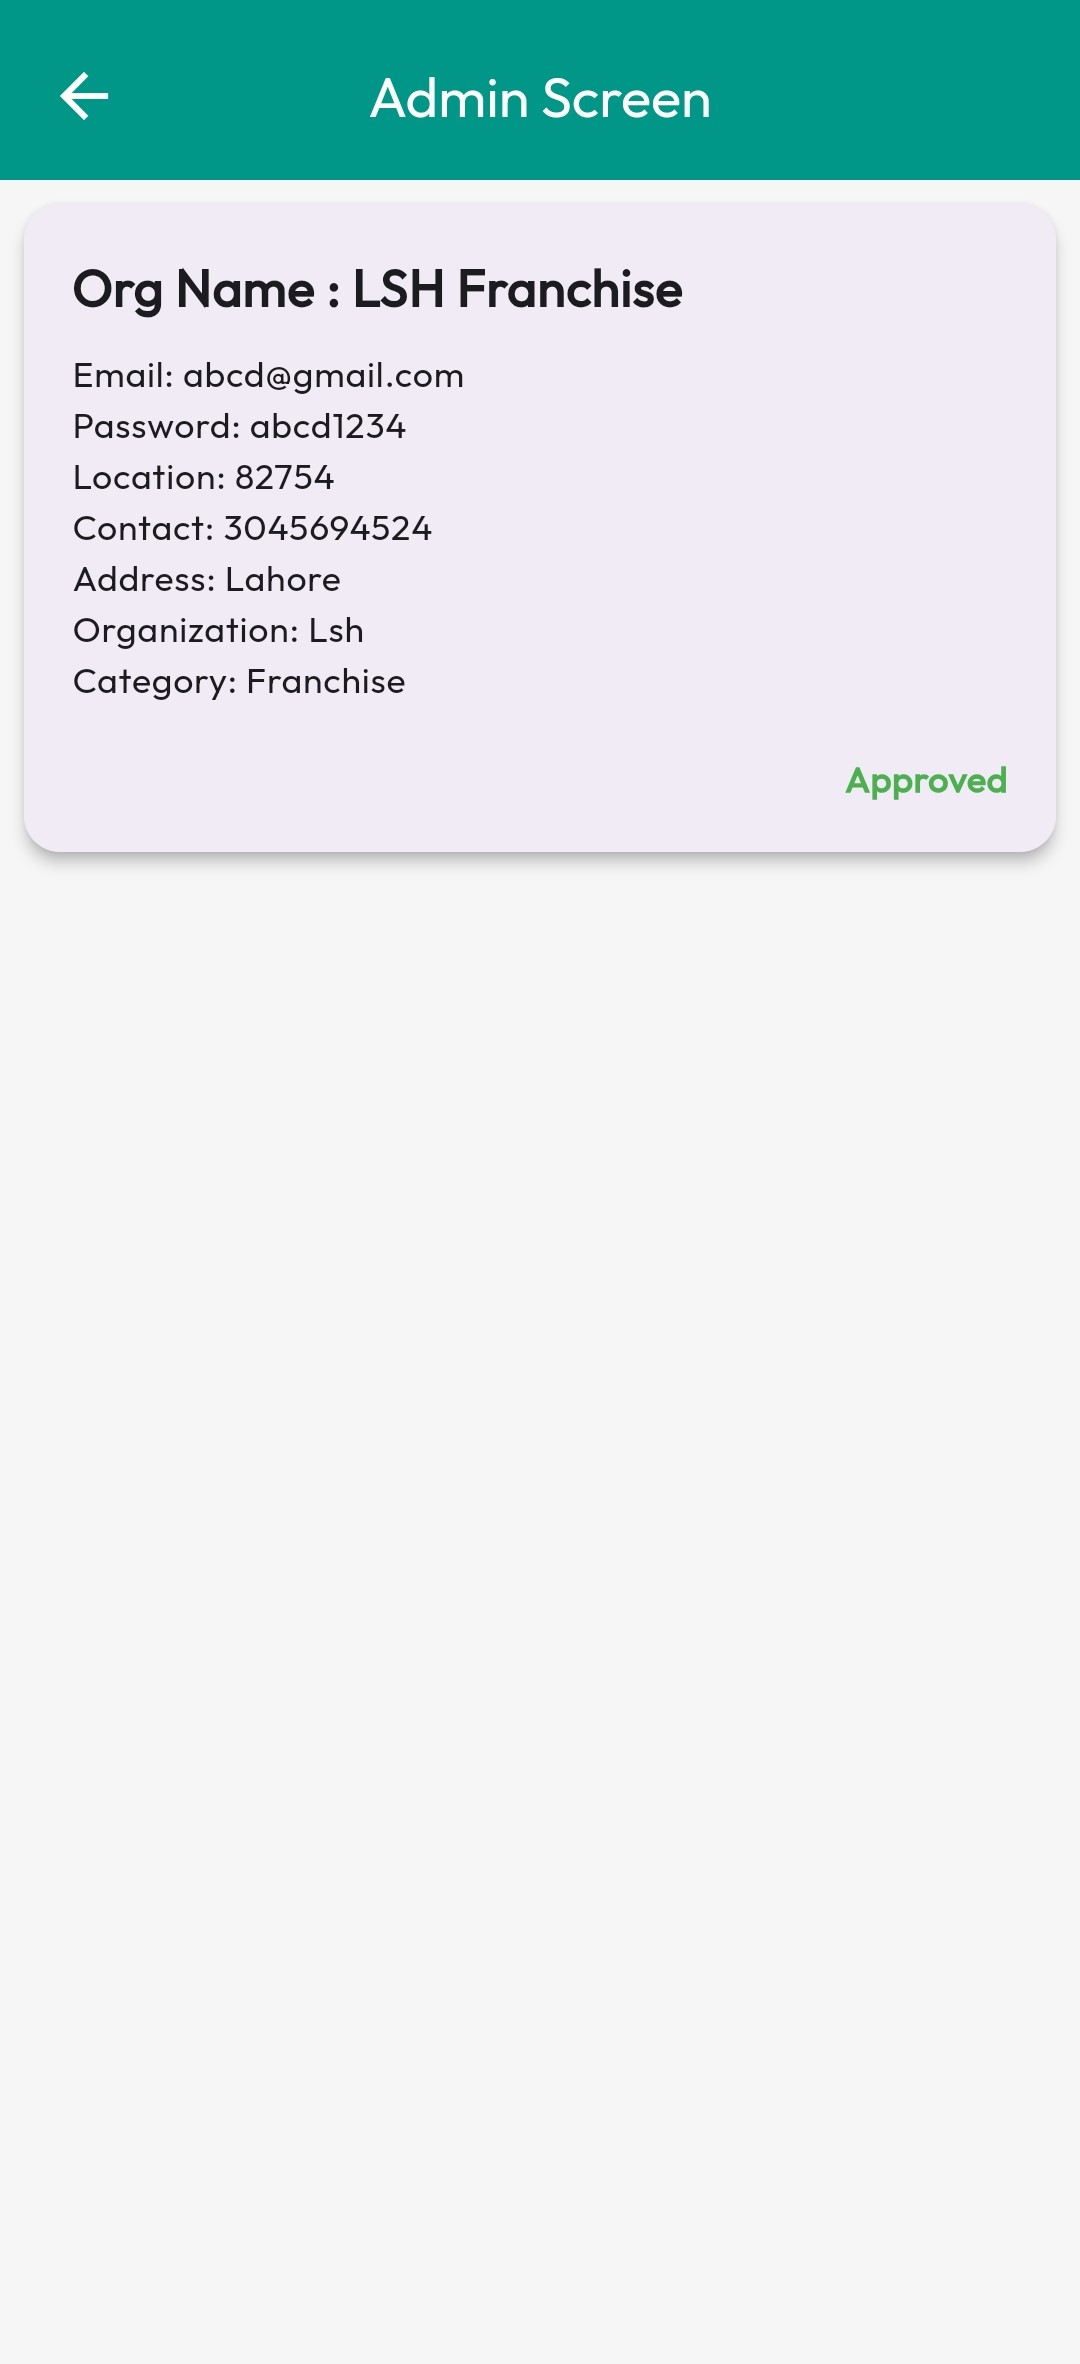 Admin Screen
Org Name : LSH Franchise
Email: abcd@gmail.com
Password: abcd1234
Location: 82754
Contact: 3045694524
Address: Lahore
Organization: Lsh
Category: Franchise
Approved